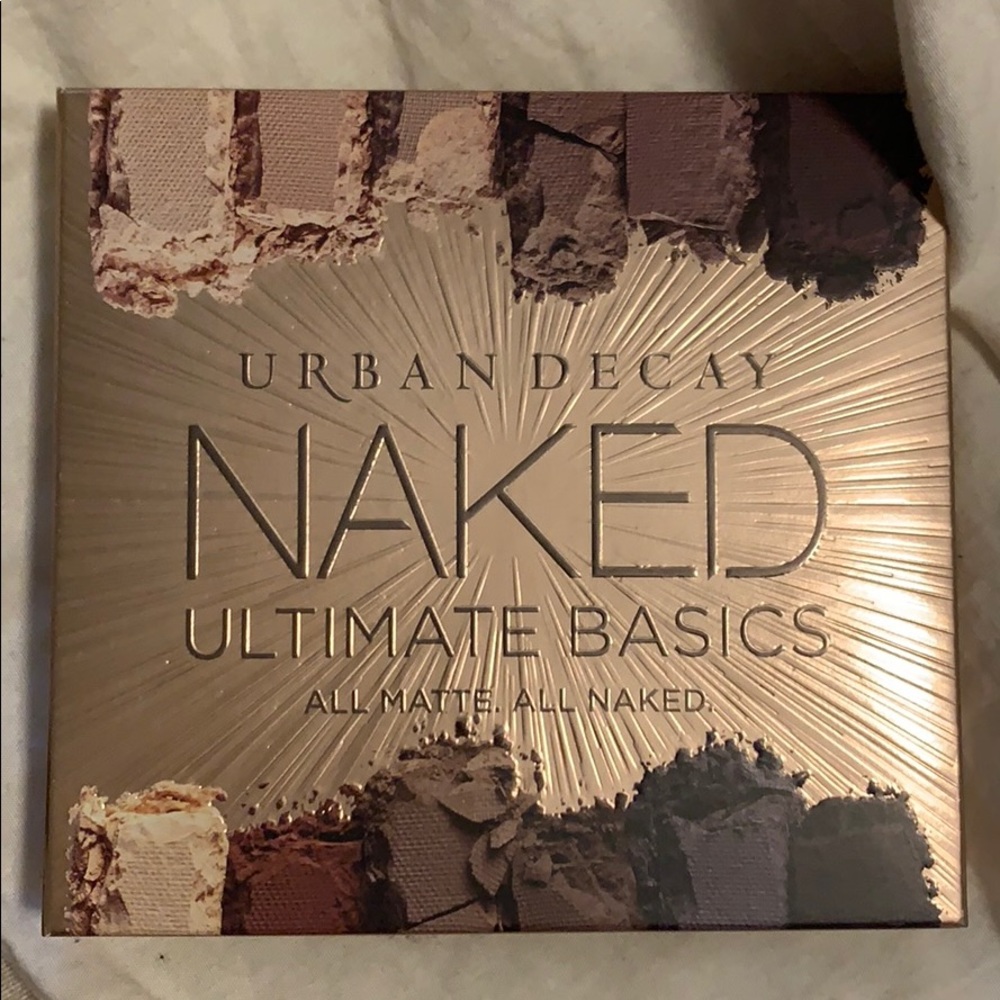 URBAN DECAY
NAKED
ULTIMATE BASICS
ALL MATTE. ALL NAKED.